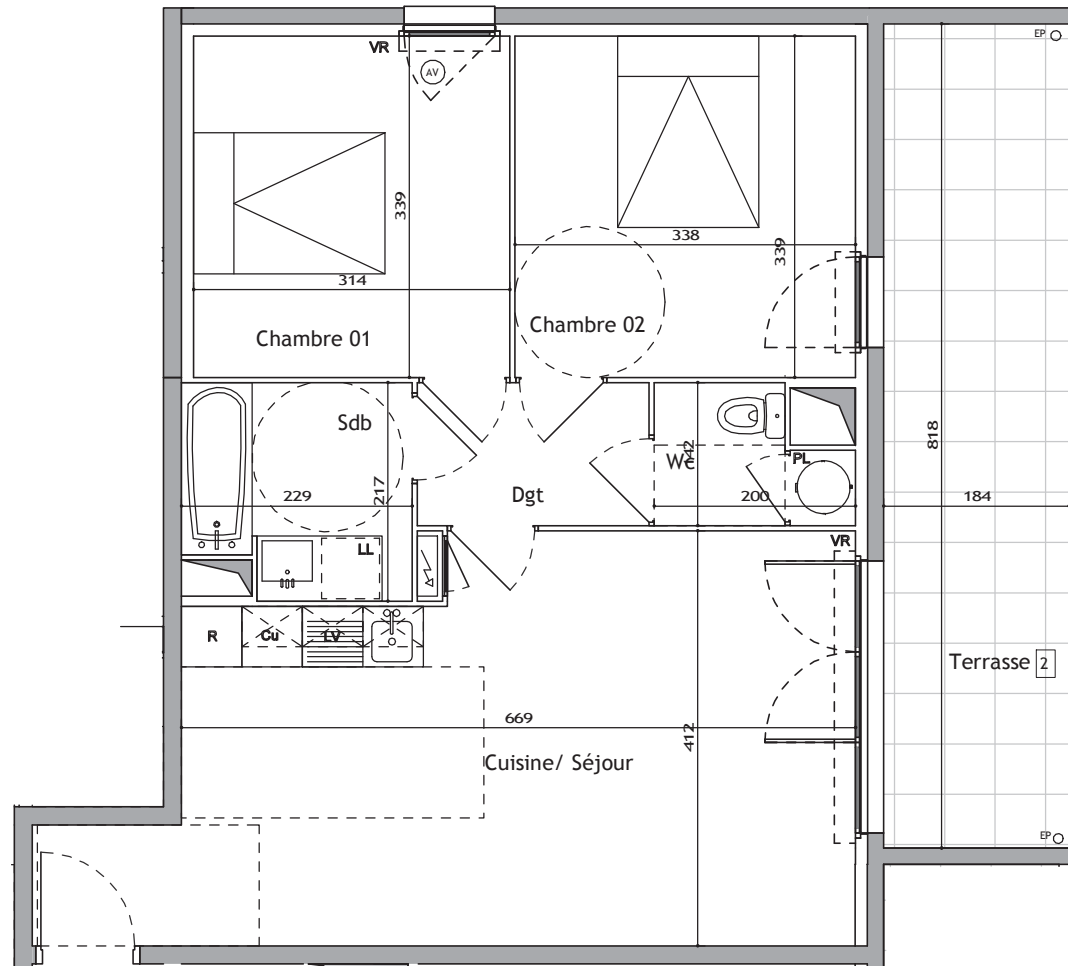 VR
EP
AV
339
338
339
314
Chambre 01
Chambre 02
Sdb
818
142
Wc
PL
217
229
Dgt
200
184
VR
LL
R
Cu
LV
Terrasse 2
669
412
Cuisine/ Séjour
EP